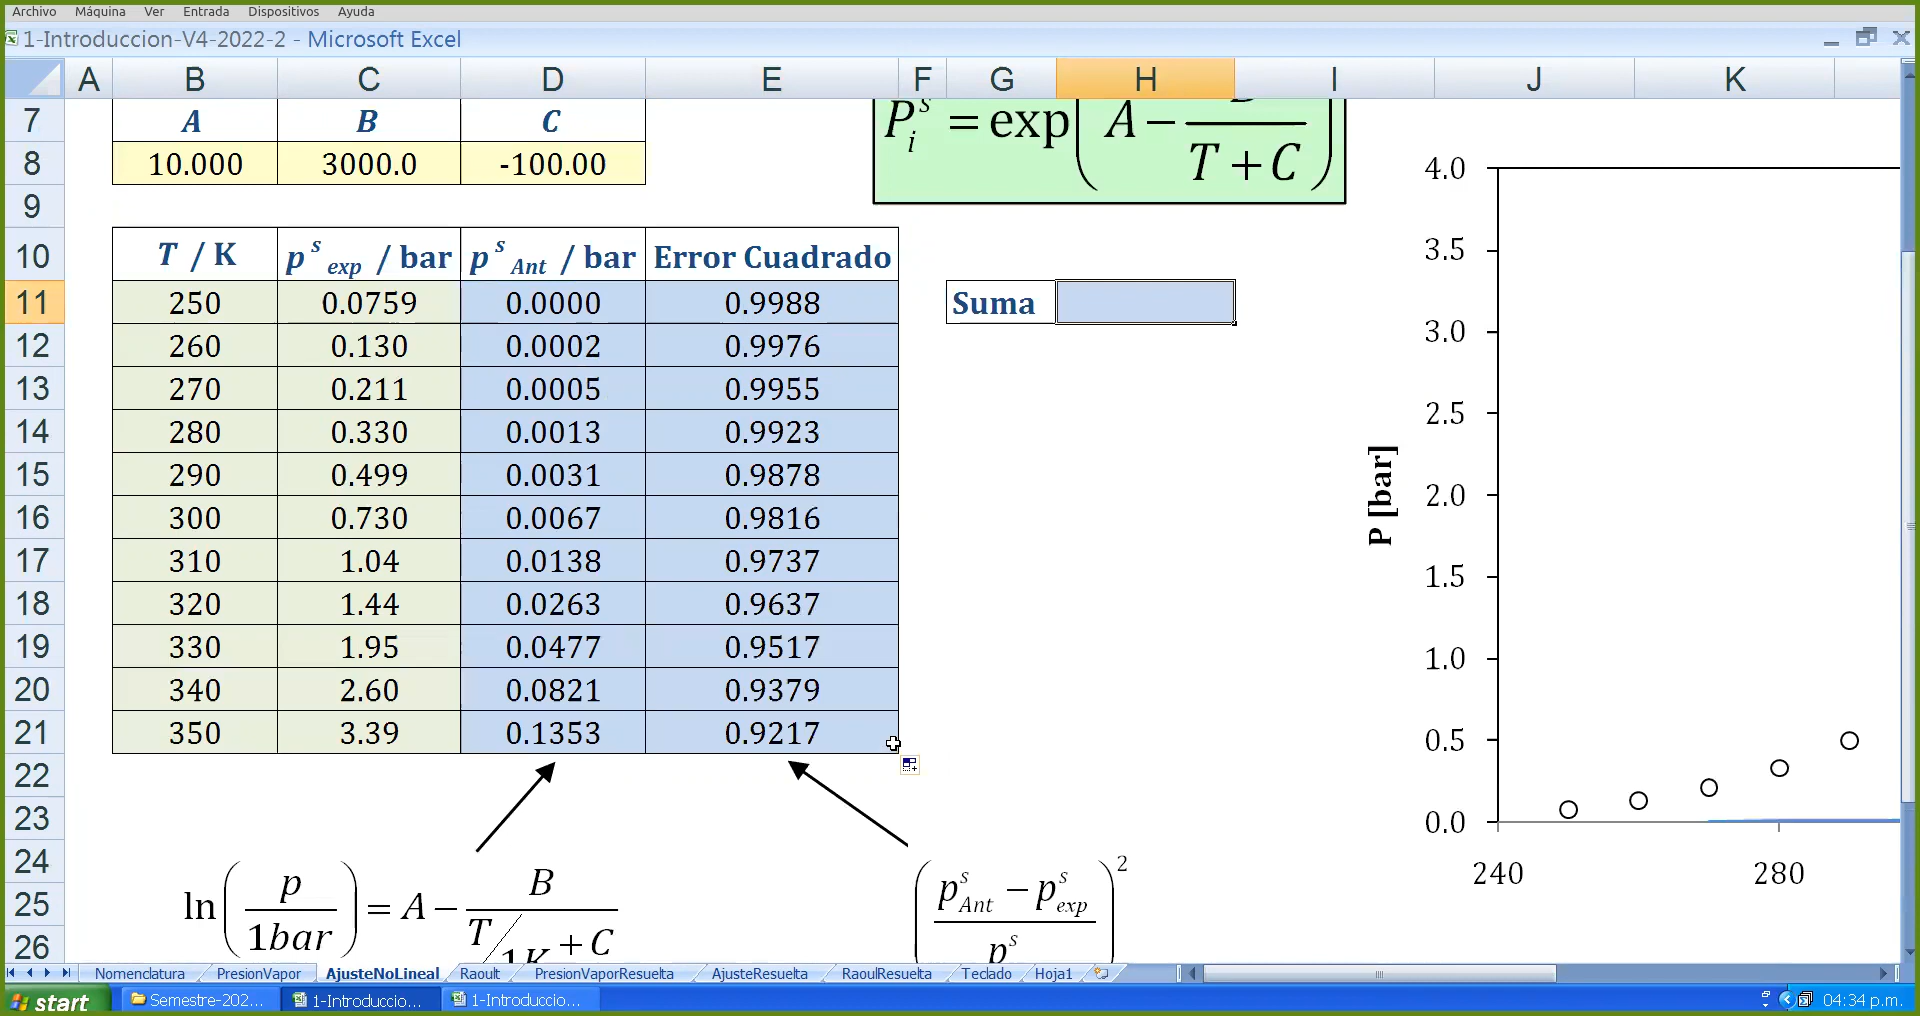 Archivo Máquina Ver Entrada Dispositivos Ayuda
1-Introduccion-V4-2022-2 - Microsoft Excel
A B C D E F G H I J K
7 A B C
8 10.000 3000.0 -100.00
P_i^s = exp( A - B / T + C )
9
10 T / K p^s_exp / bar p^s_Ant / bar Error Cuadrado
11 250 0.0759 0.0000 0.9988 Suma
12 260 0.130 0.0002 0.9976
13 270 0.211 0.0005 0.9955
14 280 0.330 0.0013 0.9923
15 290 0.499 0.0031 0.9878
16 300 0.730 0.0067 0.9816
17 310 1.04 0.0138 0.9737
18 320 1.44 0.0263 0.9637
19 330 1.95 0.0477 0.9517
20 340 2.60 0.0821 0.9379
21 350 3.39 0.1353 0.9217
22
23
24
25
26
4.0
3.5
3.0
2.5
2.0
1.5
1.0
0.5
0.0
P [bar]
240 280
ln( p / 1bar ) = A - B / T/1K + C
( p^s_Ant - p^s_exp / p^s )^2
Nomenclatura PresionVapor AjusteNoLineal Raoult PresionVaporResuelta AjusteResuelta RaoulResuelta Teclado Hoja1
start Semestre-202... 1-Introduccio... 1-Introduccio... 04:34 p.m.